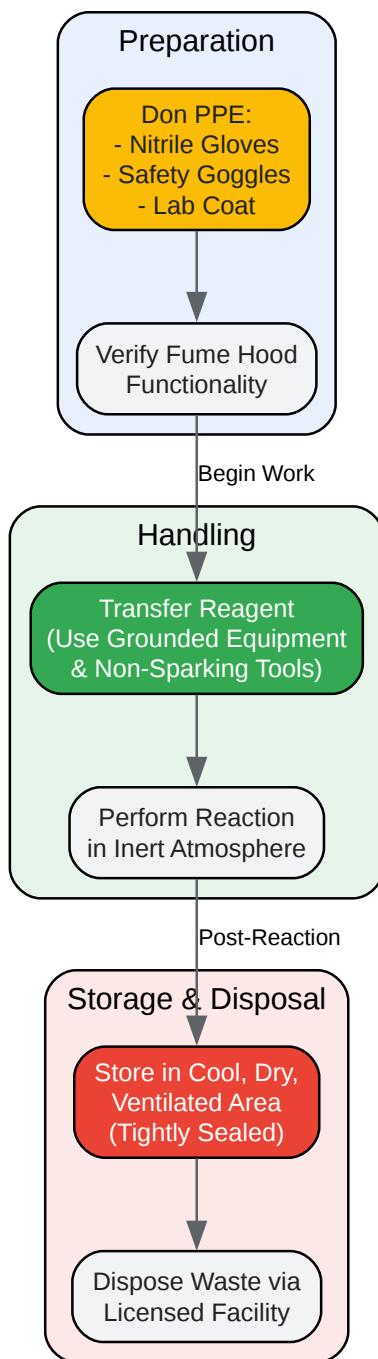 Preparation
Don PPE:
- Nitrile Gloves
- Safety Goggles
- Lab Coat
Verify Fume Hood
Functionality
Begin Work
Handling
Transfer Reagent
(Use Grounded Equipment
& Non-Sparking Tools)
Perform Reaction
in Inert Atmosphere
Post-Reaction
Storage & Disposal
Store in Cool, Dry,
Ventilated Area
(Tightly Sealed)
Dispose Waste via
Licensed Facility